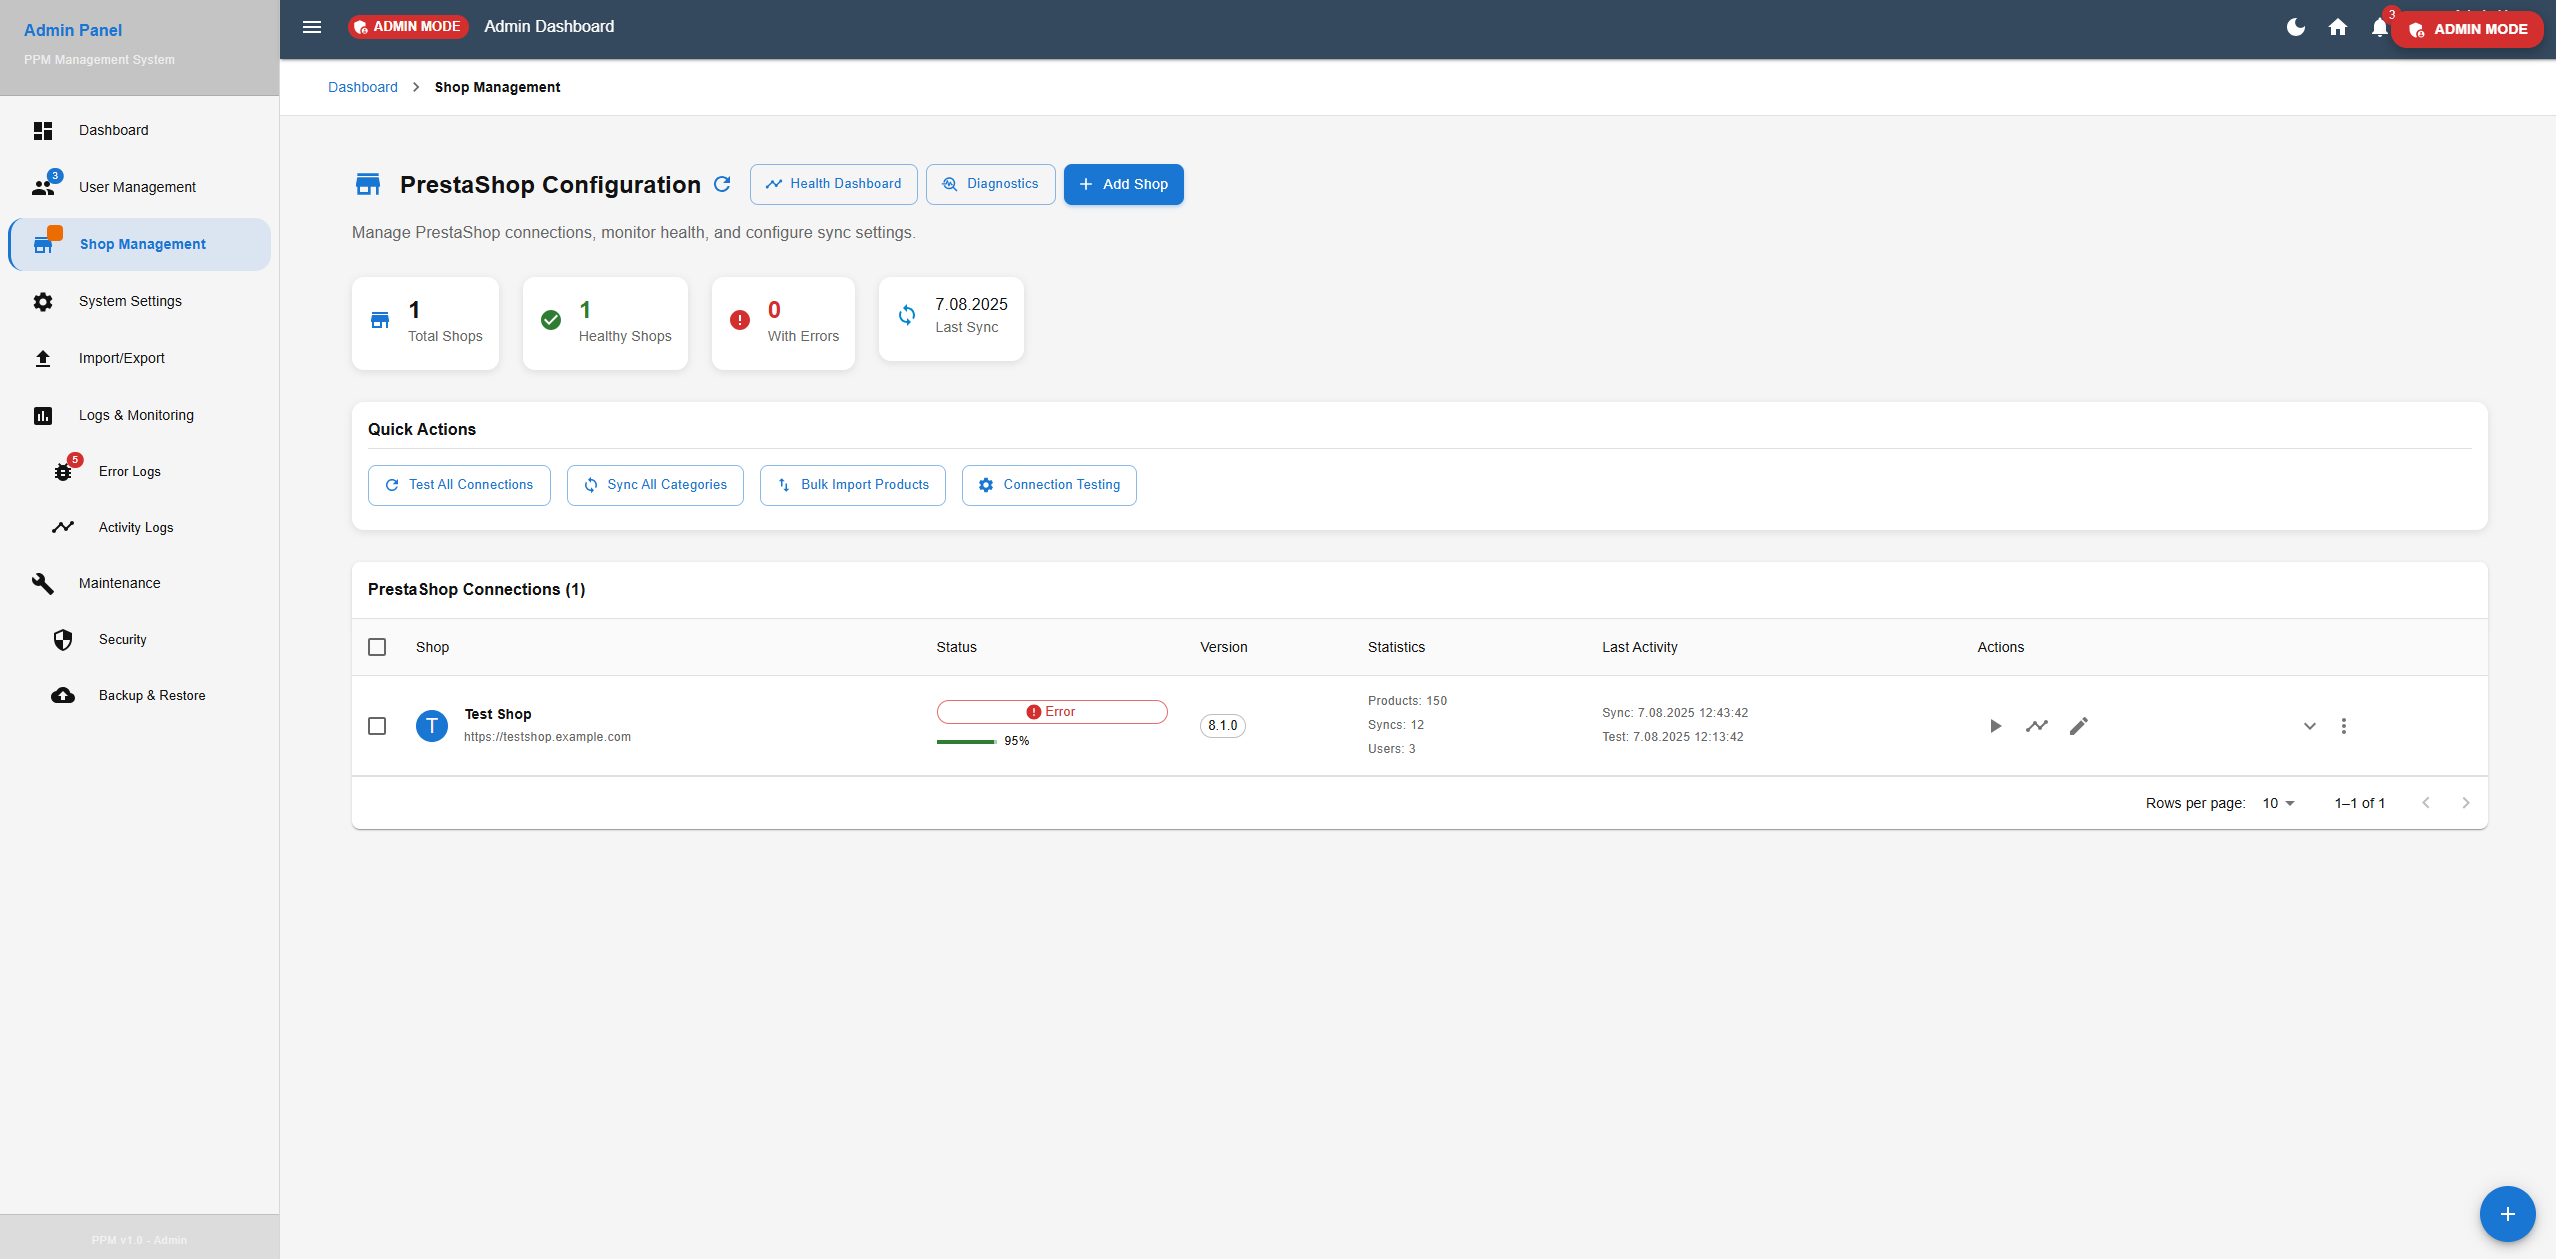 Admin Panel
PPM Management System
ADMIN MODE
Admin Dashboard
3
ADMIN MODE
Dashboard
Shop Management
Dashboard
3
User Management
Shop Management
System Settings
Import/Export
Logs & Monitoring
5
Error Logs
Activity Logs
Maintenance
Security
Backup & Restore
PPM v1.0 - Admin
PrestaShop Configuration
Health Dashboard
Diagnostics
Add Shop
Manage PrestaShop connections, monitor health, and configure sync settings.
1
Total Shops
1
Healthy Shops
0
With Errors
7.08.2025
Last Sync
Quick Actions
Test All Connections
Sync All Categories
Bulk Import Products
Connection Testing
PrestaShop Connections (1)
Shop
Status
Version
Statistics
Last Activity
Actions
T
Test Shop
https://testshop.example.com
Error
95%
8.1.0
Products: 150
Syncs: 12
Users: 3
Sync: 7.08.2025 12:43:42
Test: 7.08.2025 12:13:42
Rows per page: 10
1–1 of 1